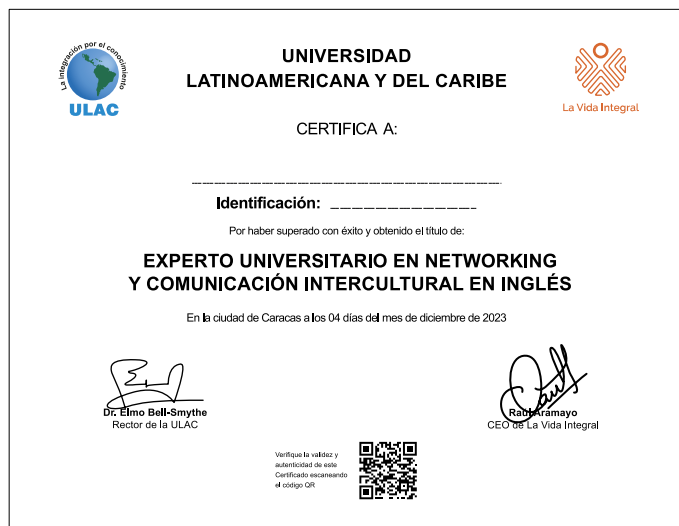 La integración por el conocimiento
ULAC
UNIVERSIDAD
LATINOAMERICANA Y DEL CARIBE
La Vida Integral
CERTIFICA A:
Identificación:
Por haber superado con éxito y obtenido el título de:
EXPERTO UNIVERSITARIO EN NETWORKING
Y COMUNICACIÓN INTERCULTURAL EN INGLÉS
En la ciudad de Caracas a los 04 días del mes de diciembre de 2023
Dr. Elmo Bell-Smythe
Rector de la ULAC
Raúl Aramayo
CEO de La Vida Integral
Verifique la validez y
autenticidad de este
Certificado escaneando
el código QR